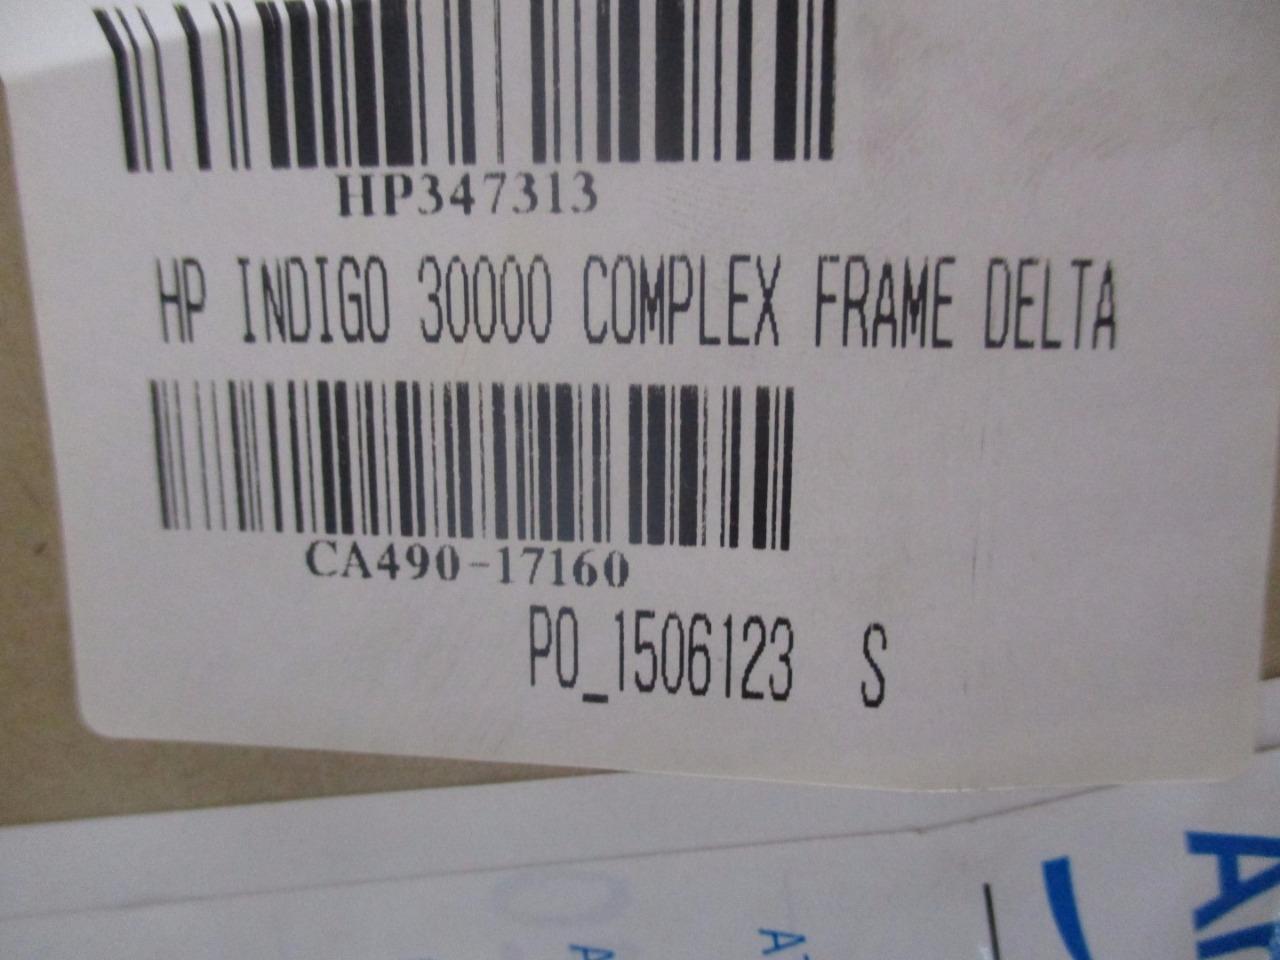 HP347313
HP INDIGO 30000 COMPLEX FRAME DELTA
CA490-17160
PO_1506123 S